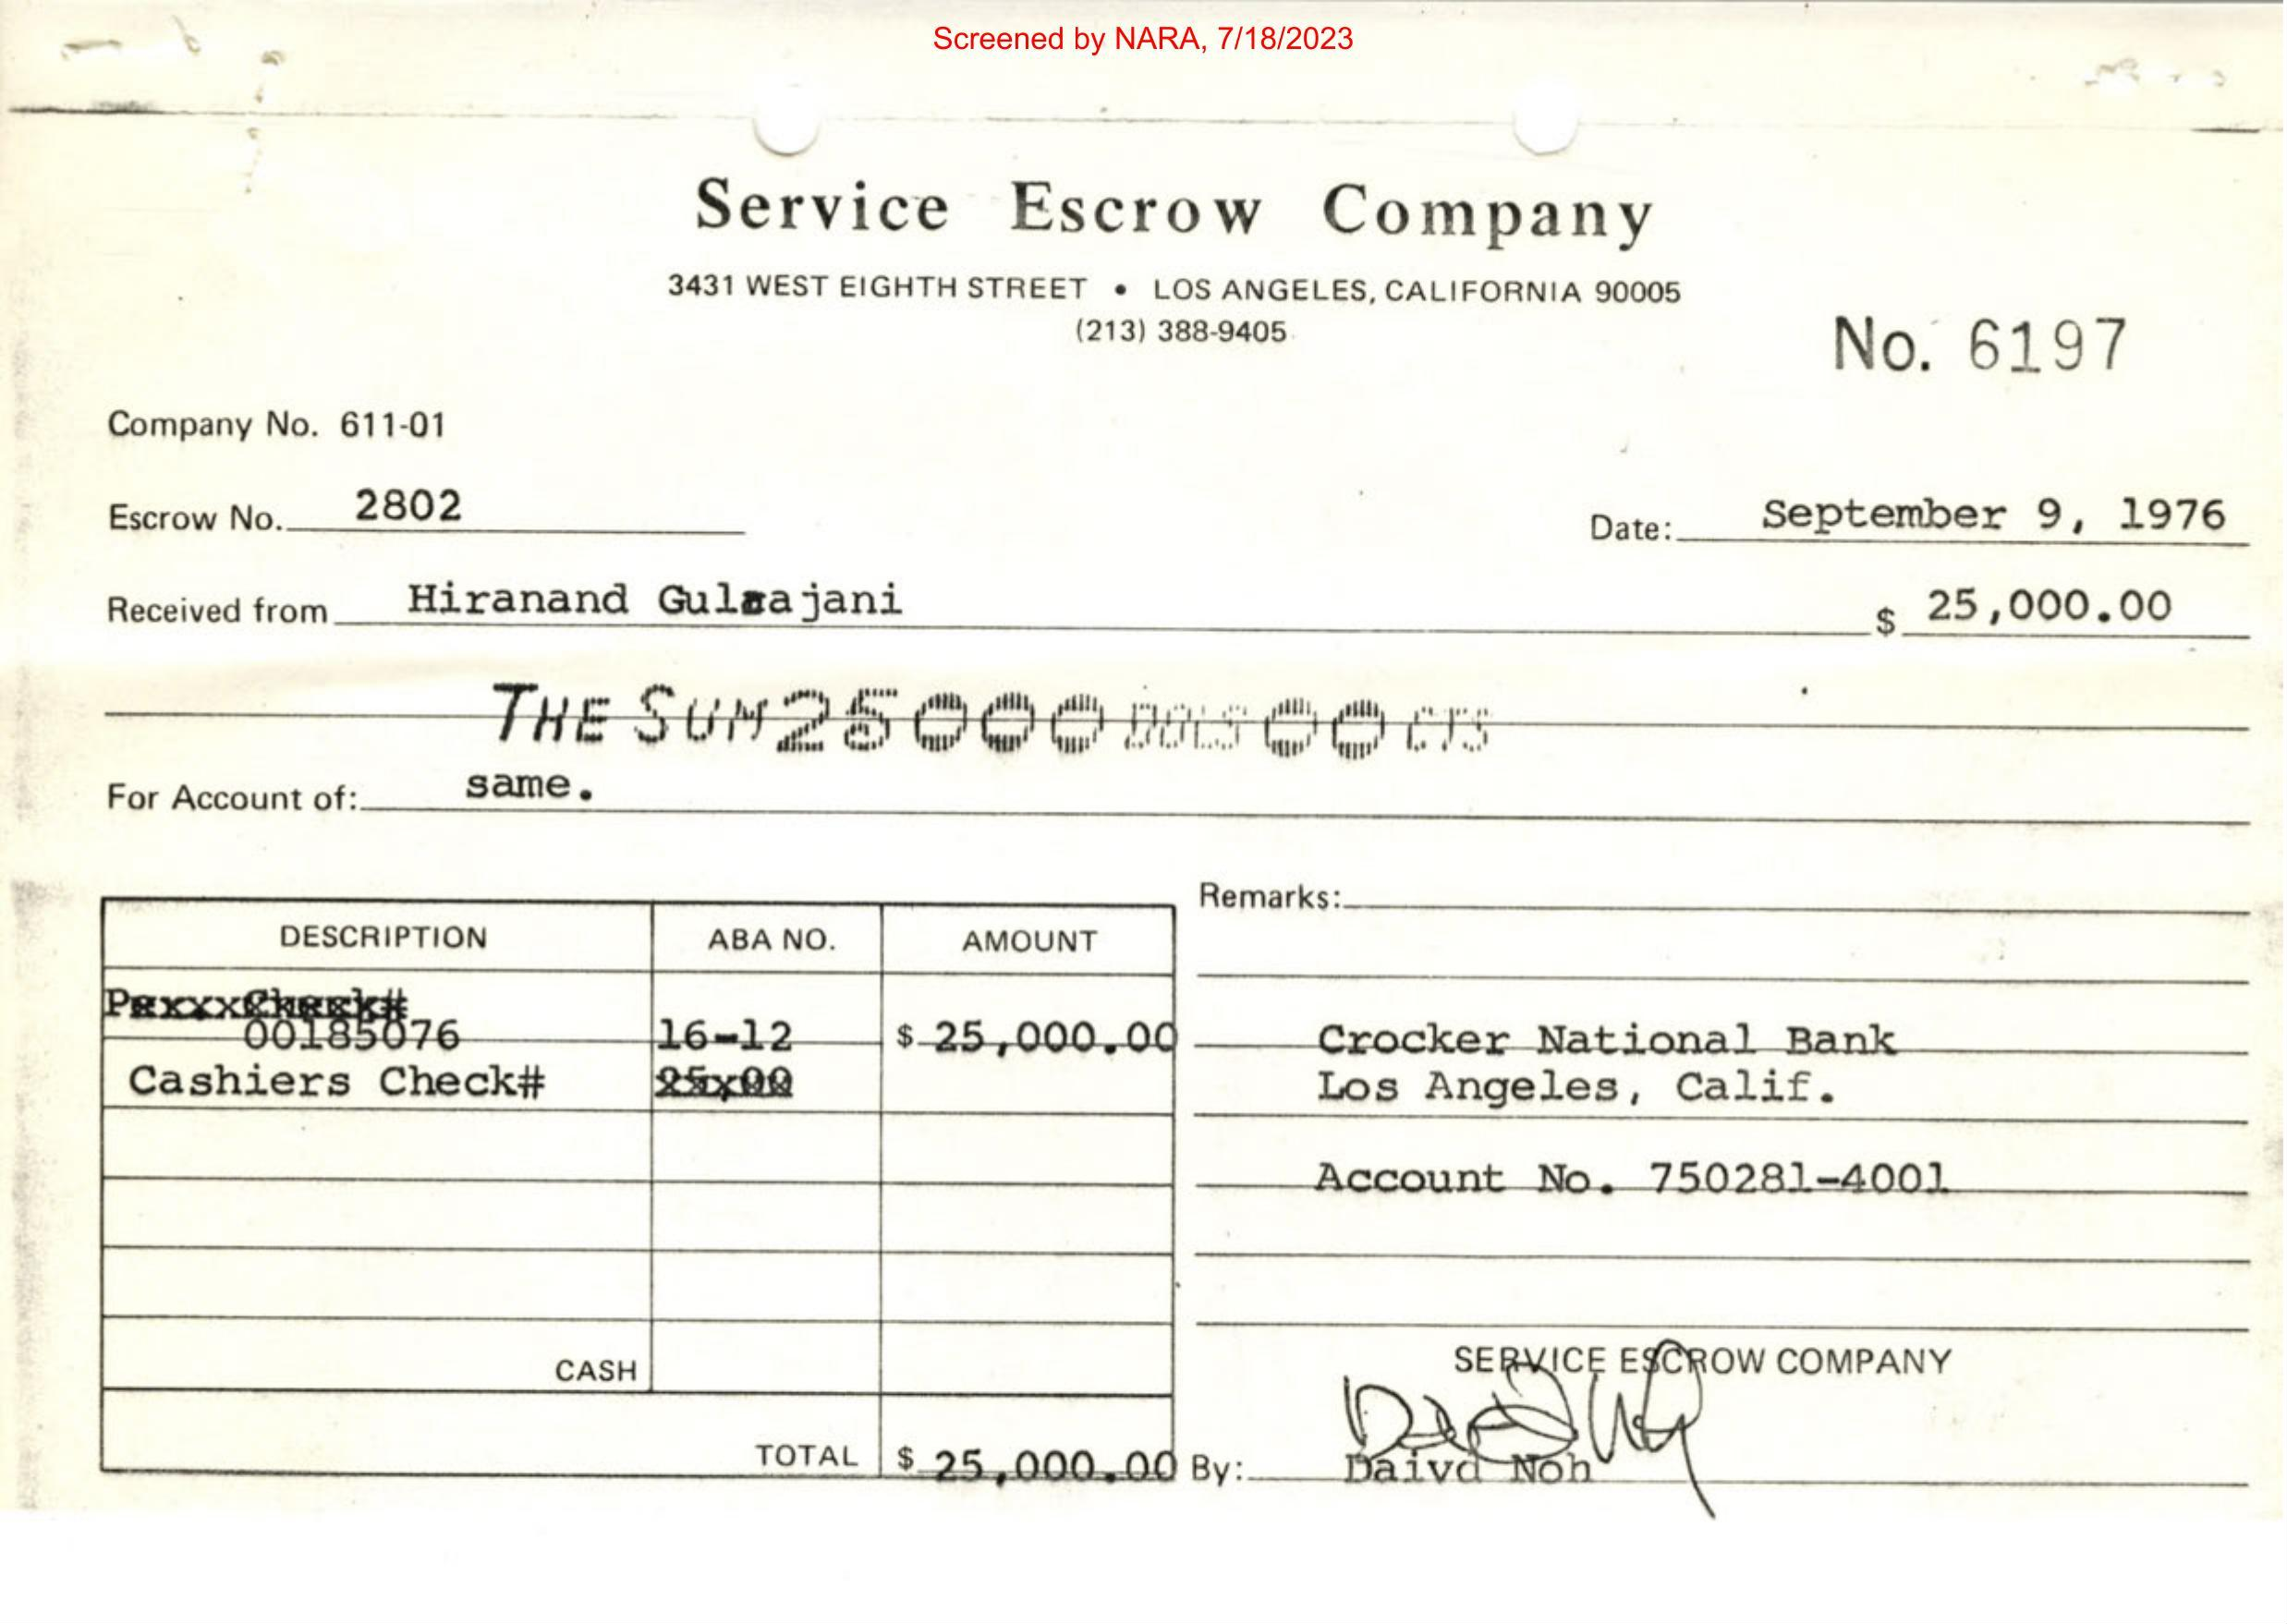 Screened by NARA, 7/18/2023
Service Escrow Company
3431 WEST EIGHTH STREET • LOS ANGELES, CALIFORNIA 90005
(213) 388-9405
No. 6197
Company No. 611-01
Escrow No. 2802
Date: September 9, 1976
Received from Hiranand
$ 25,000.00
THE SUM 25000 DOLS 00 CTS
For Account of: same.
Remarks:
DESCRIPTION ABA NO. AMOUNT
00185076 16-12 $ 25,000.00
Crocker National Bank
Cashiers Check#
Los Angeles, Calif.
Account No. 750281-4001
CASH
SERVICE ESCROW COMPANY
TOTAL $ 25,000.00
By: Daivd Noh